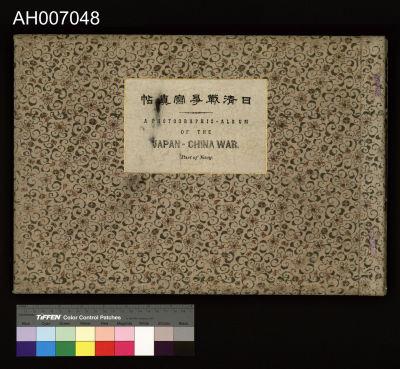 AH007048
日清戰爭寫眞帖
A PHOTOGRAPHIC-ALBUM
OF THE
JAPAN-CHINA WAR.
TIFFEN Color Control Patches